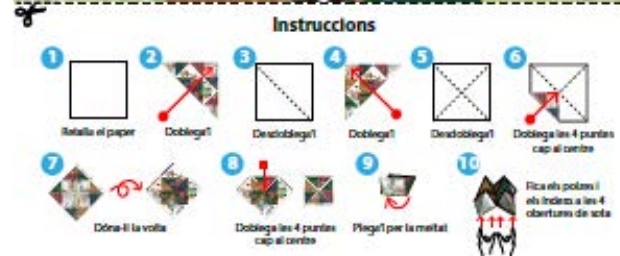 Instruccions
1 2 3 4 5 6
Retalla el paper
Doblega'l
Desdoblega'l
Doblega'l
Desdoblega'l
Doblega les 4 puntes
cap al centre
7 8 9 10
Dóna-li la volta
Doblega les 4 puntes
cap al centre
Plega'l per la meitat
Fica els polzes i
els índexs a les 4
obertures de sota